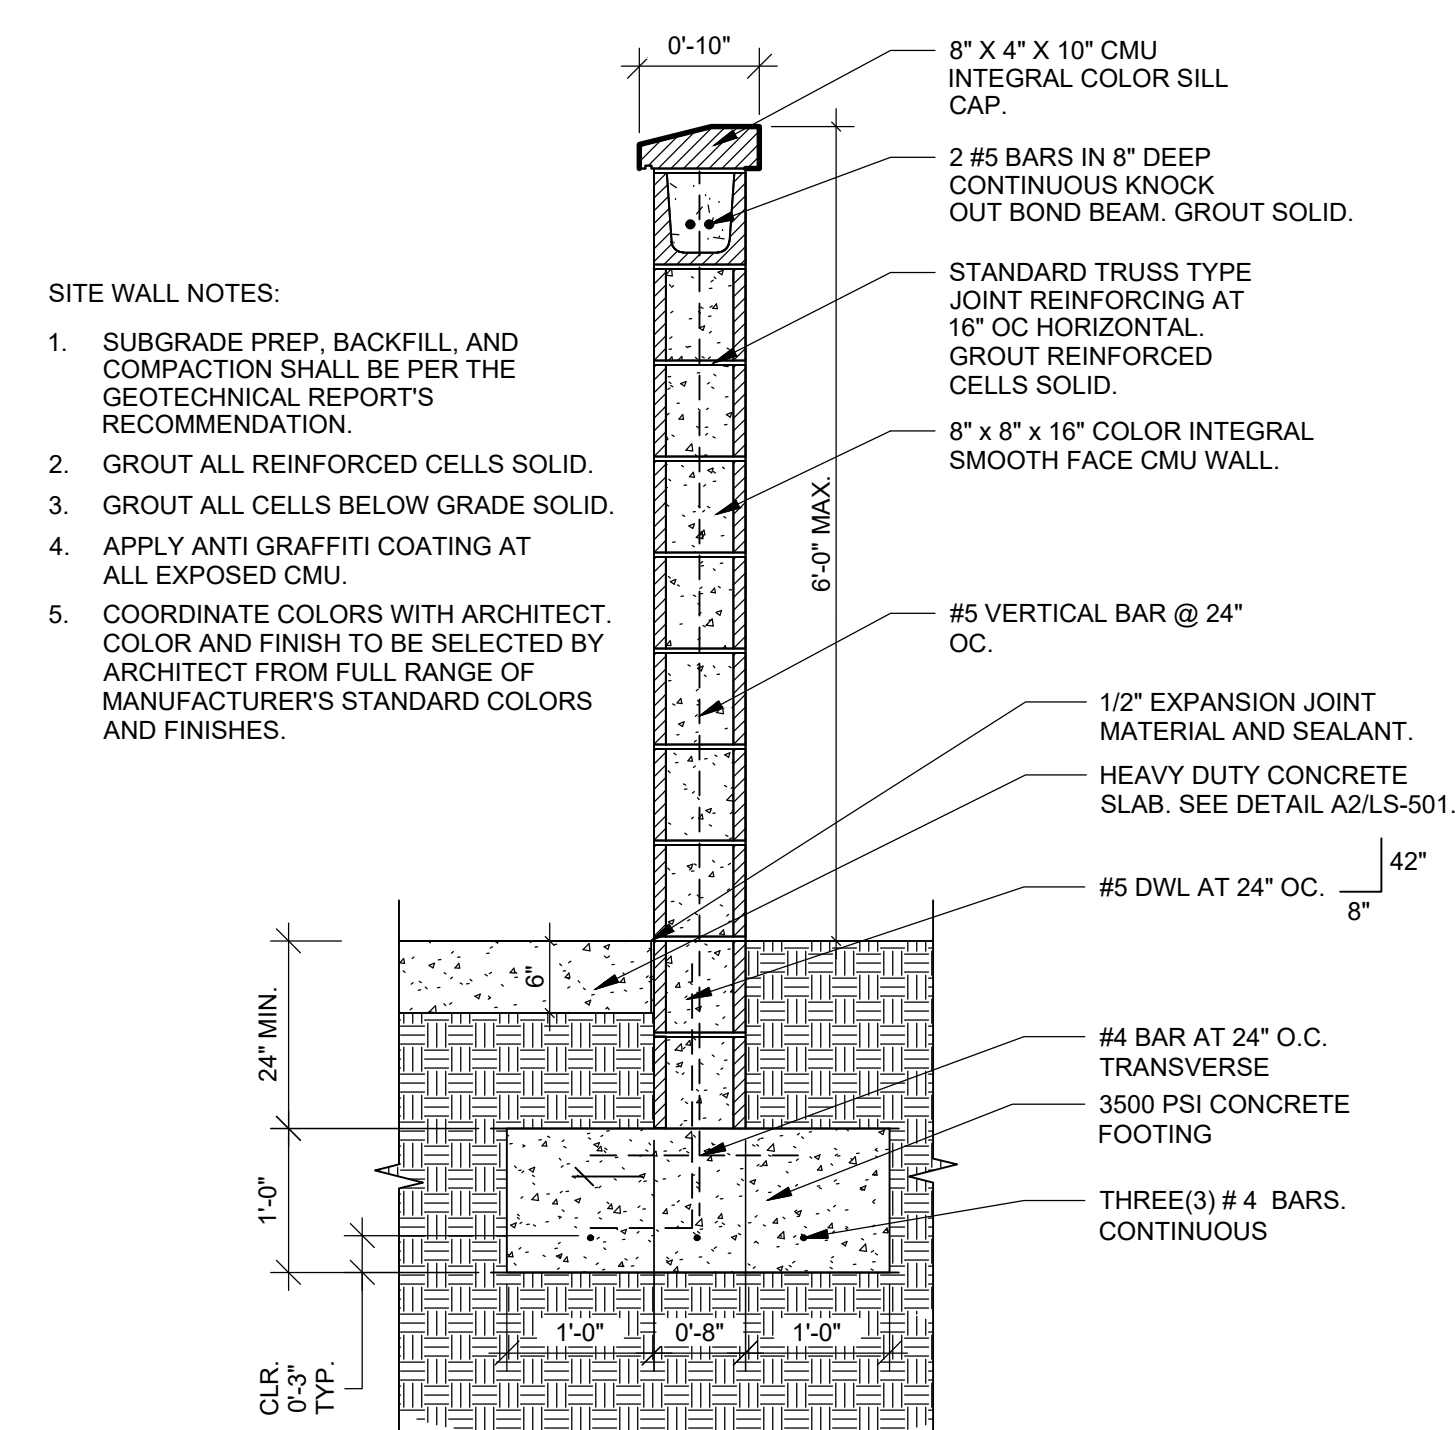 0'-10"
8" X 4" X 10" CMU
INTEGRAL COLOR SILL
CAP.
2 #5 BARS IN 8" DEEP
CONTINUOUS KNOCK
OUT BOND BEAM. GROUT SOLID.
STANDARD TRUSS TYPE
JOINT REINFORCING AT
16" OC HORIZONTAL.
GROUT REINFORCED
CELLS SOLID.
8" x 8" x 16" COLOR INTEGRAL
SMOOTH FACE CMU WALL.
6'-0" MAX.
#5 VERTICAL BAR @ 24"
OC.
1/2" EXPANSION JOINT
MATERIAL AND SEALANT.
HEAVY DUTY CONCRETE
SLAB. SEE DETAIL A2/LS-501.
#5 DWL AT 24" OC.
42"
8"
#4 BAR AT 24" O.C.
TRANSVERSE
3500 PSI CONCRETE
FOOTING
THREE(3) # 4 BARS.
CONTINUOUS
SITE WALL NOTES:
1. SUBGRADE PREP, BACKFILL, AND
COMPACTION SHALL BE PER THE
GEOTECHNICAL REPORT'S
RECOMMENDATION.
2. GROUT ALL REINFORCED CELLS SOLID.
3. GROUT ALL CELLS BELOW GRADE SOLID.
4. APPLY ANTI GRAFFITI COATING AT
ALL EXPOSED CMU.
5. COORDINATE COLORS WITH ARCHITECT.
COLOR AND FINISH TO BE SELECTED BY
ARCHITECT FROM FULL RANGE OF
MANUFACTURER'S STANDARD COLORS
AND FINISHES.
6"
24" MIN.
1'-0"
CLR.
0'-3"
TYP.
1'-0"
0'-8"
1'-0"